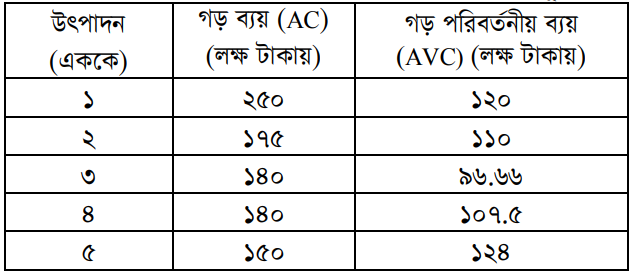 উৎপাদন গড় ব্যয় (AC) গড় পরিবর্তনীয় ব্যয়
(এককে) (লক্ষ টাকায়) (AVC) (লক্ষ টাকায়)
১ ২৫০ ১২০
২ ১৭৫ ১১০
৩ ১৪০ ৯৬.৬৬
৪ ১৪০ ১০৭.৫
৫ ১৫০ ১২৪